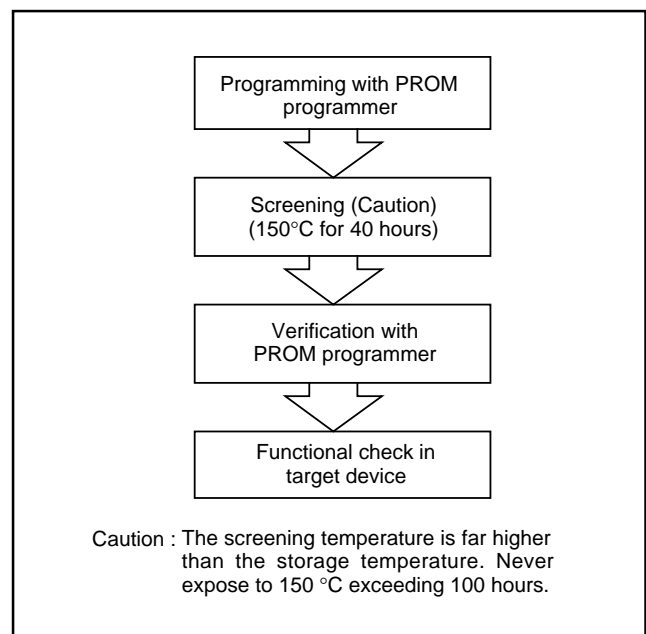 Programming with PROM
programmer
Screening (Caution)
(150°C for 40 hours)
Verification with
PROM programmer
Functional check in
target device
Caution : The screening temperature is far higher
than the storage temperature. Never
expose to 150 °C exceeding 100 hours.